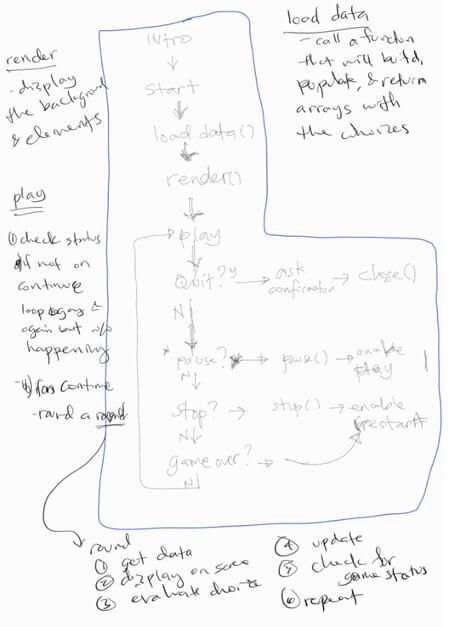 render
- display
the background
& elements
play
① check status
if not on
continue
loop again &
again but w/o
happening
- if on continue
- round a round
INTRO
start
load data()
render()
play
Quit? y
ask
confirmation
close()
N
pause? y
pause()
enable
play
N
stop?
stop()
enable
restart
N
game over?
N
load data
- call a function
that will build,
populate, & return
arrays with
the choices
round
① get data
② display on screen
③ evaluate choice
④ update
⑤ check for
game status
⑥ repeat